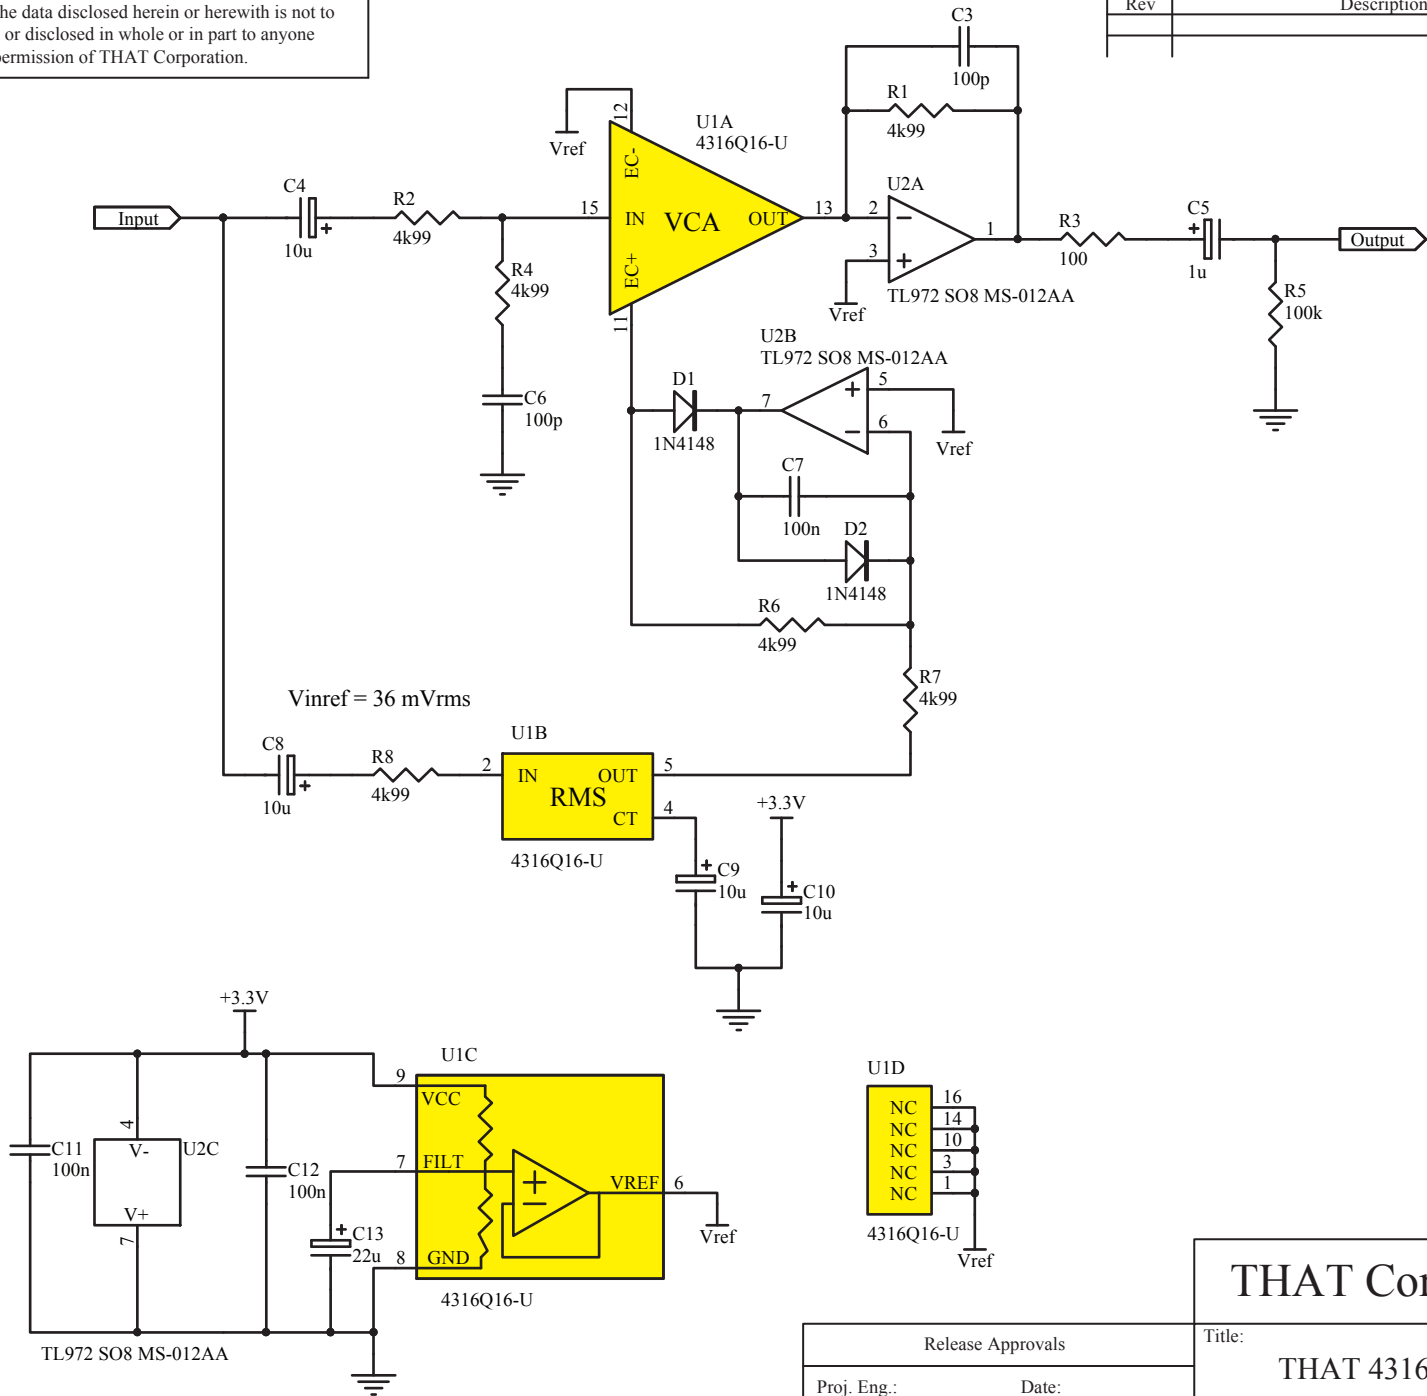 he data disclosed herein or herewith is not to
or disclosed in whole or in part to anyone
ermission of THAT Corporation.
Rev Description
C3
100p
R1
4k99
12
Vref
U1A
4316Q16-U
EC-
Input
C4
+
10u
R2
4k99
15
IN VCA OUT
EC+
11
13
U2A
2
3
1
TL972 SO8 MS-012AA
Vref
R3
100
C5
+
1u
Output
R5
100k
R4
4k99
C6
100p
U2B
TL972 SO8 MS-012AA
D1
1N4148
7
5
6
Vref
C7
100n
D2
1N4148
R6
4k99
R7
4k99
Vinref = 36 mVrms
C8
+
10u
R8
4k99
U1B
2
IN OUT
RMS
CT
5
4
4316Q16-U
+3.3V
+
C9
10u
+
C10
10u
+3.3V
C11
100n
4
V-
U2C
V+
7
TL972 SO8 MS-012AA
C12
100n
+
C13
22u
U1C
9
VCC
7
FILT
VREF
6
Vref
8
GND
4316Q16-U
U1D
NC 16
NC 14
NC 10
NC 3
NC 1
4316Q16-U
Vref
THAT Cor
Release Approvals
Title:
THAT 4316
Proj. Eng.: Date: